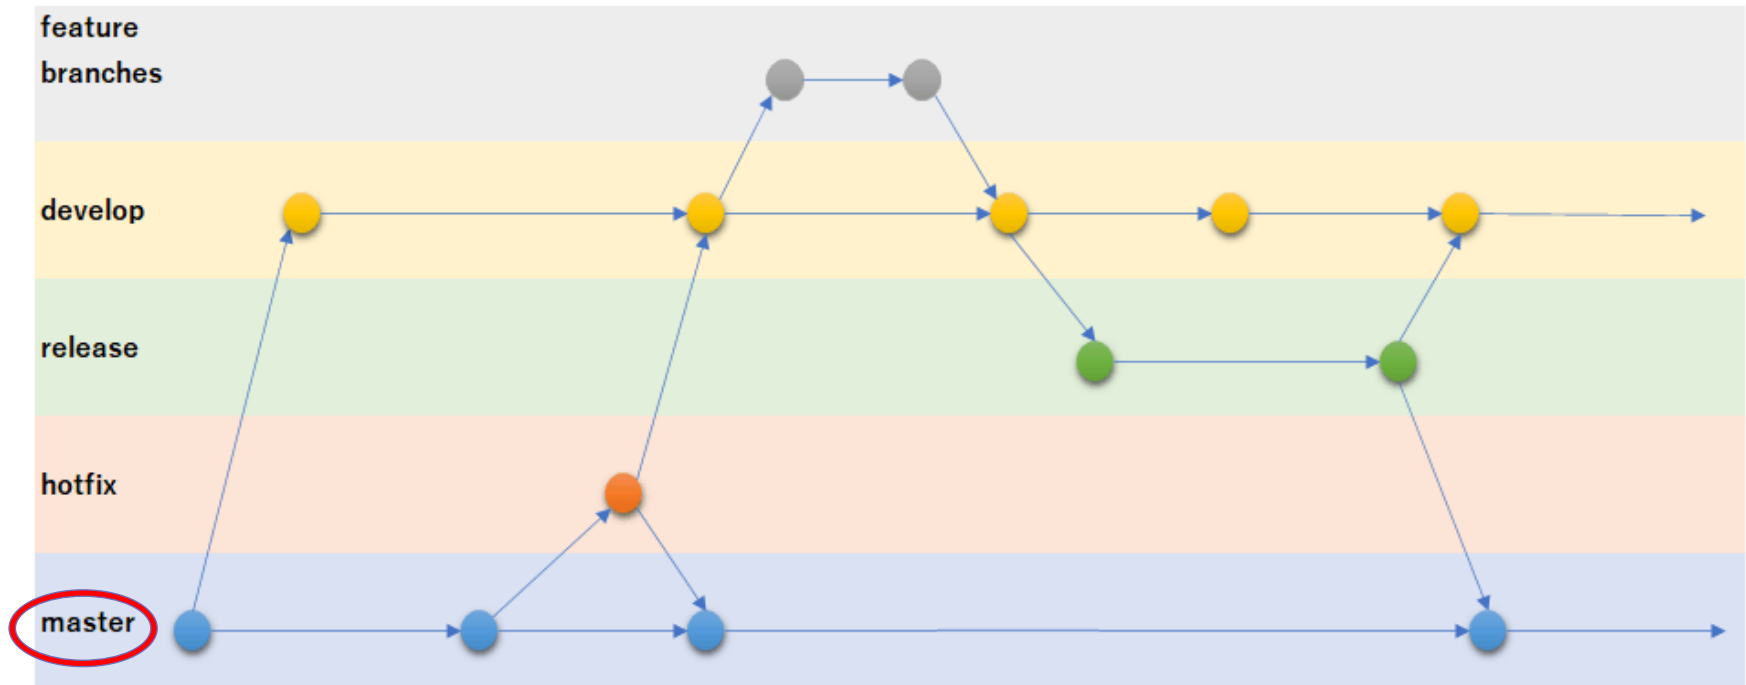 feature
branches
develop
release
hotfix
master